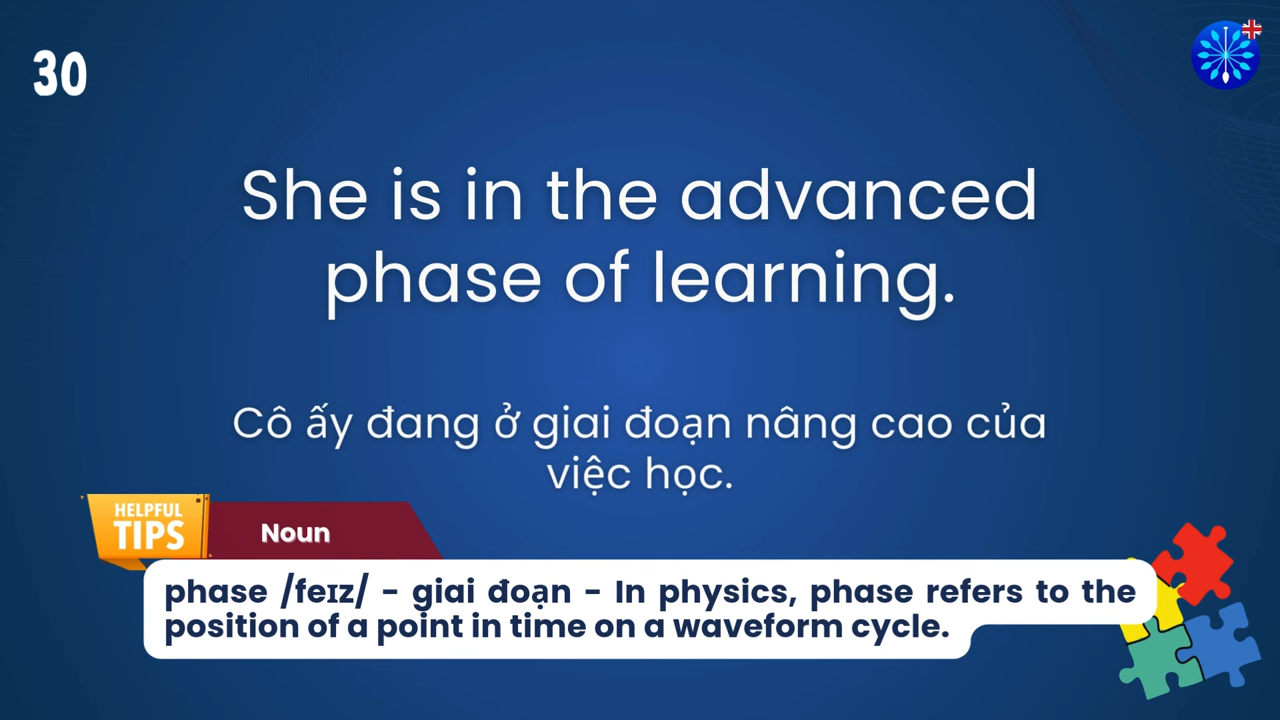 30
She is in the advanced
phase of learning.
Cô ấy đang ở giai đoạn nâng cao của
việc học.
HELPFUL
TIPS
Noun
phase /feɪz/ - giai đoạn - In physics, phase refers to the
position of a point in time on a waveform cycle.